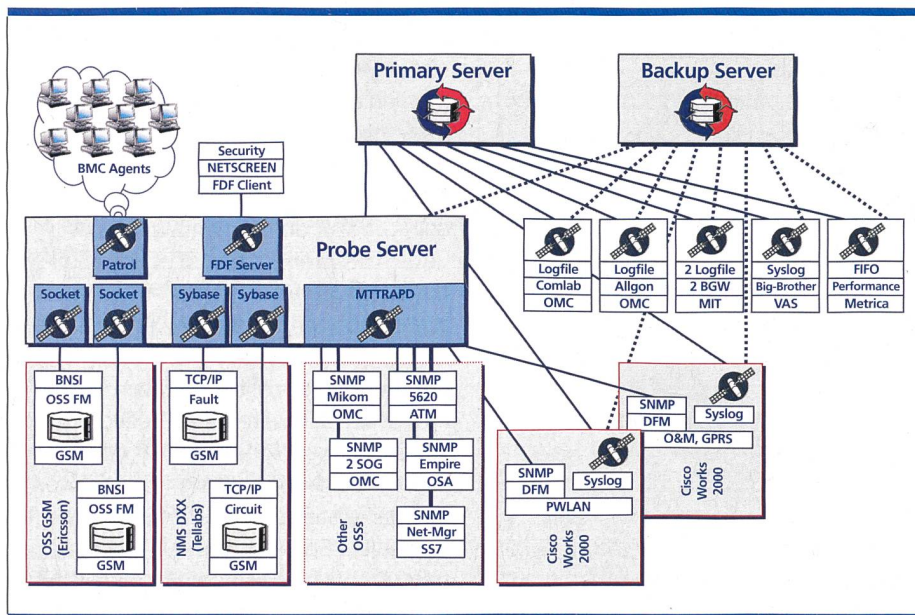 Primary Server
Backup Server
BMC Agents
Security
NETSCREEN
FDF Client
Patrol
FDF Server
Probe Server
Socket
Socket
Sybase
Sybase
MTTRAPD
Logfile
Comlab
OMC
Logfile
Allgon
OMC
2 Logfile
2 BGW
MIT
Syslog
Big-Brother
VAS
FIFO
Performance
Metrica
BNSI
OSS FM
GSM
BNSI
OSS FM
GSM
OSS GSM
(Ericsson)
TCP/IP
Fault
GSM
TCP/IP
Circuit
GSM
NMS DXX
(Tellabs)
SNMP
Mikom
OMC
SNMP
5620
ATM
SNMP
2 SOG
OMC
SNMP
Empire
OSA
SNMP
Net-Mgr
SS7
Other
OSSs
SNMP
DFM
Syslog
PWLAN
Cisco
Works
2000
SNMP
DFM
Syslog
O&M, GPRS
Cisco
Works
2000